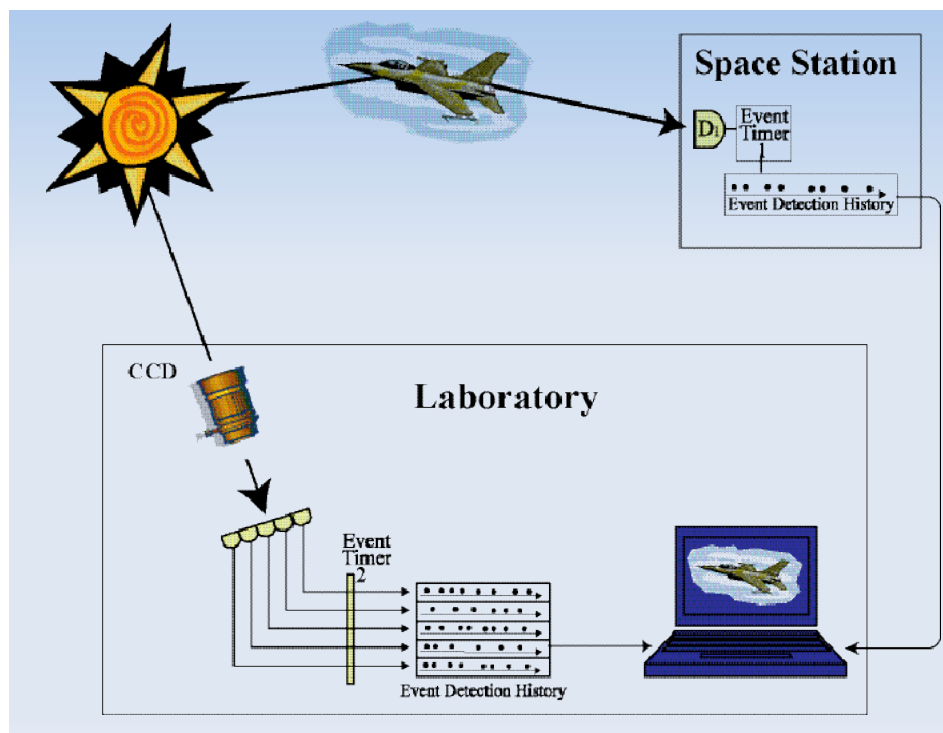 Space Station
D1
Event
Timer
1
Event Detection History
CCD
Laboratory
Event
Timer
2
Event Detection History